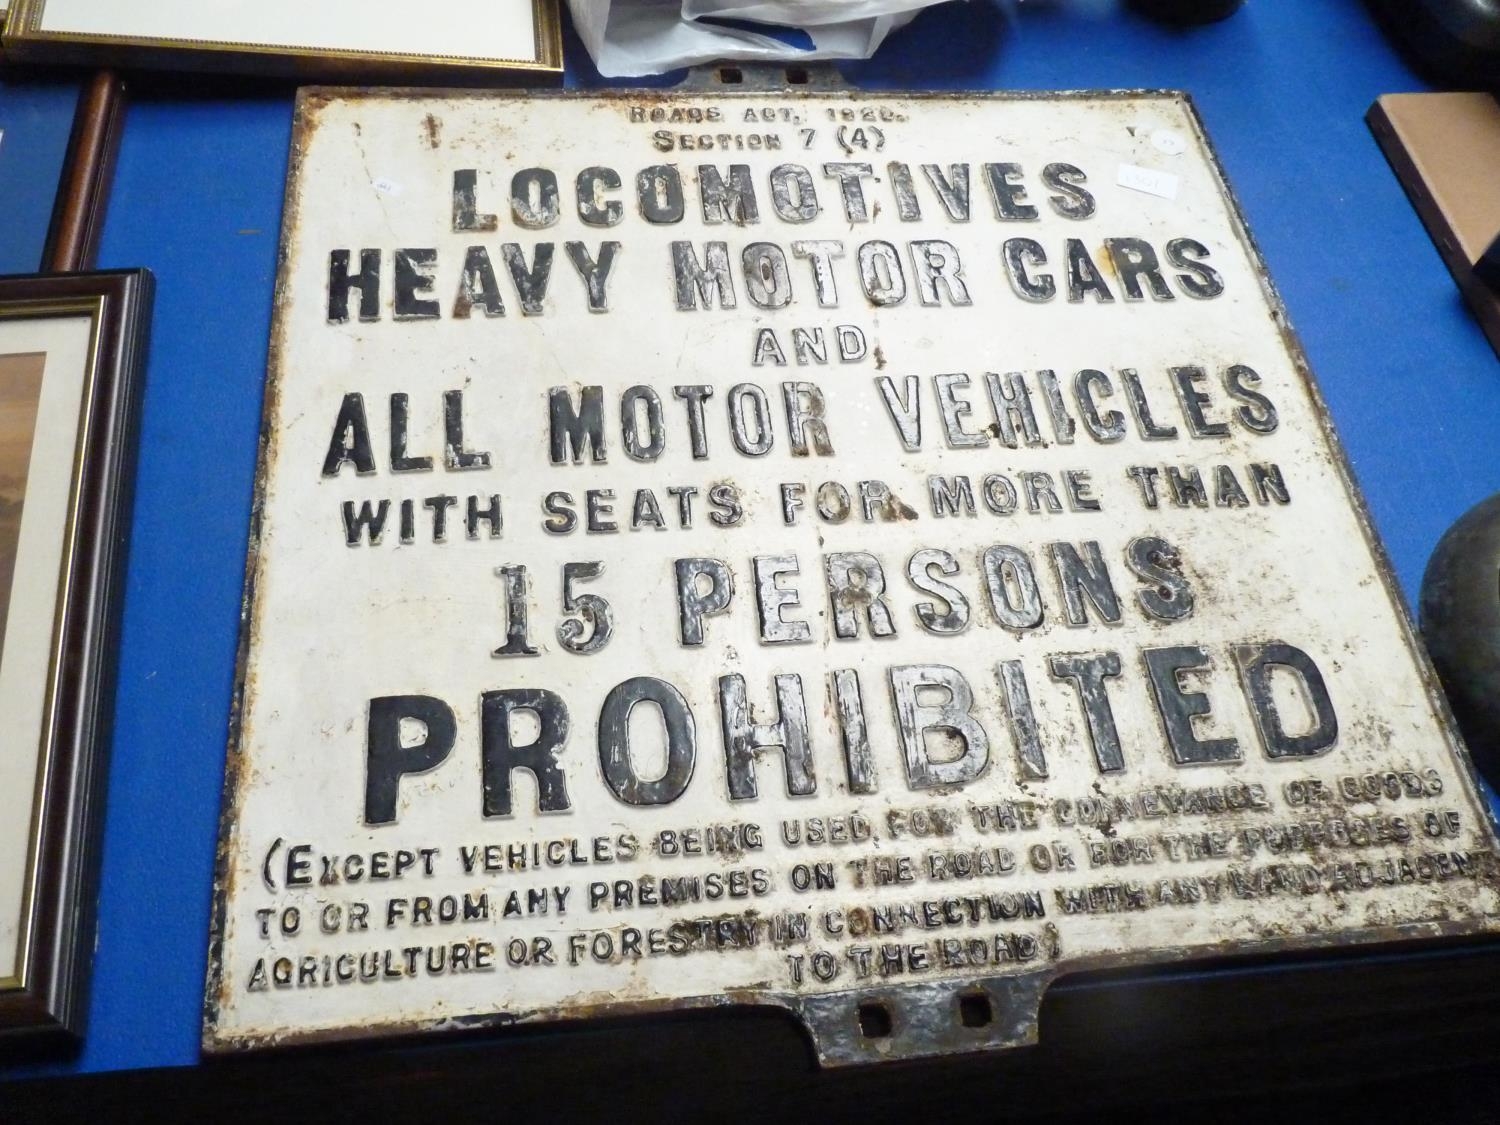 ROADS ACT, 1920.
SECTION 7 (4)
LOCOMOTIVES
HEAVY MOTOR CARS
AND
ALL MOTOR VEHICLES
WITH SEATS FOR MORE THAN
15 PERSONS
PROHIBITED
(EXCEPT VEHICLES BEING USED FOR THE CONVEYANCE OF GOODS
TO OR FROM ANY PREMISES ON THE ROAD OR FOR THE PURPOSES OF
AGRICULTURE OR FORESTRY IN CONNECTION WITH ANY LAND ADJACENT
TO THE ROAD)